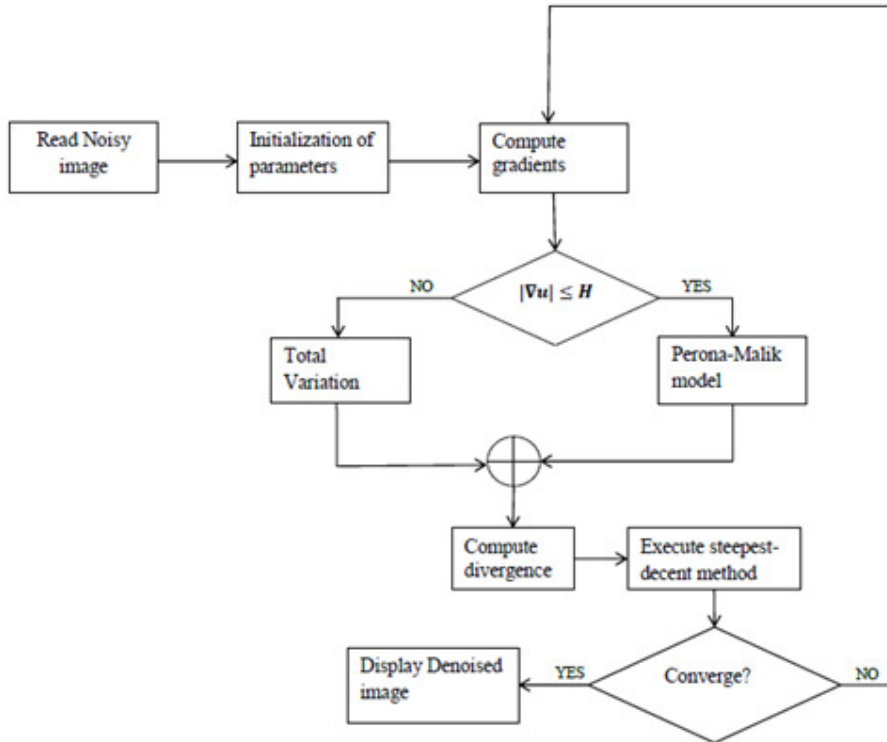 Read Noisy
image
Initialization of
parameters
Compute
gradients
|∇u| ≤ H
NO
YES
Total
Variation
Perona-Malik
model
Compute
divergence
Execute steepest-
decent method
Converge?
YES
NO
Display Denoised
image